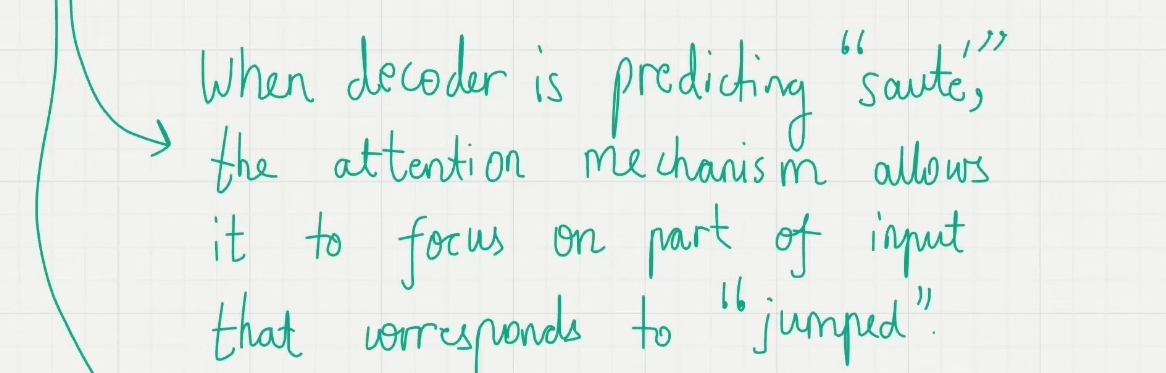 When decoder is predicting "sauté,"
the attention mechanism allows
it to focus on part of input
that corresponds to "jumped".